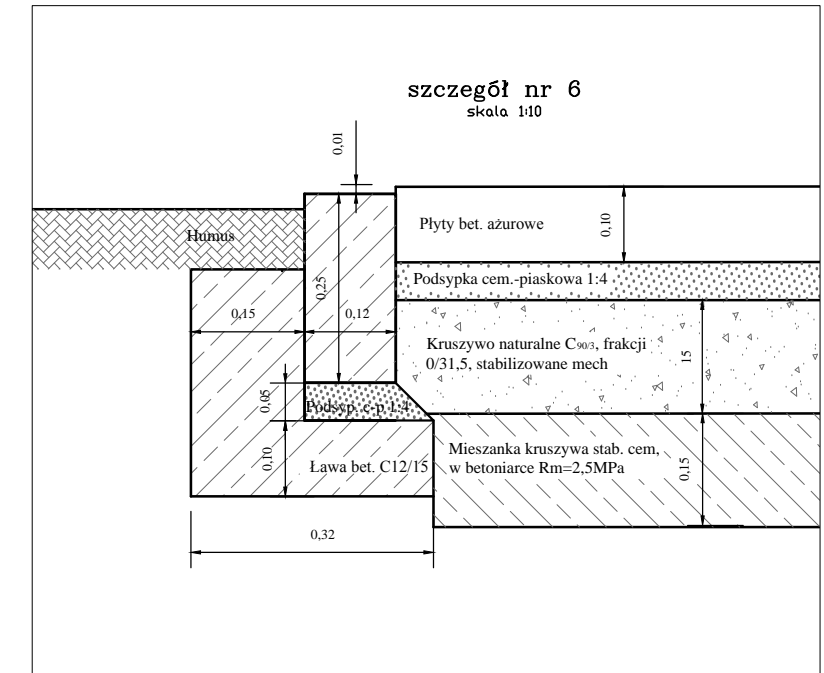 szczegół nr 6
skala 1:10
0,01
Humus
Płyty bet. ażurowe
0,10
Podsypka cem.-piaskowa 1:4
0,25
0,15
0,12
Kruszywo naturalne C90/3, frakcji
0/31,5, stabilizowane mech
15
0,05
Podsyp. c-p 1:4
Mieszanka kruszywa stab. cem,
w betoniarce Rm=2,5MPa
0,15
0,10
Ława bet. C12/15
0,32